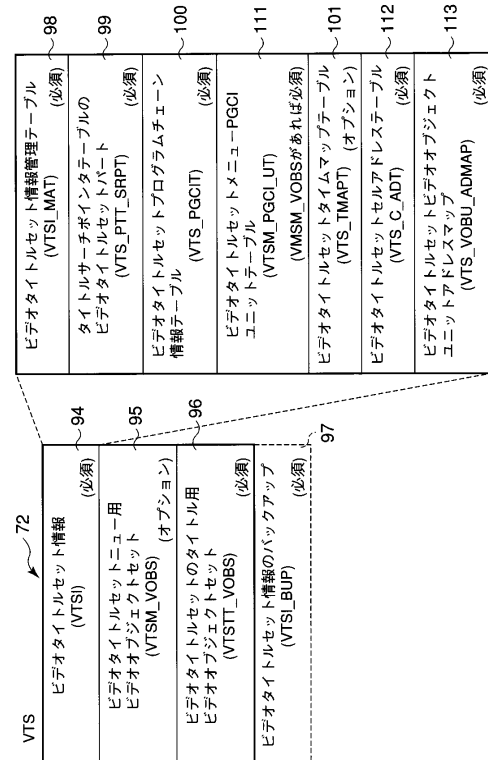 VTS
72
ビデオタイトルセット情報
(VTSI)
(必須)
94
ビデオタイトルセットニュー用
ビデオオブジェクトセット
(VTSM_VOBS)
(オプション)
95
ビデオタイトルセットのタイトル用
ビデオオブジェクトセット
(VTSTT_VOBS)
(必須)
96
ビデオタイトルセット情報のバックアップ
(VTSI_BUP)
(必須)
97
ビデオタイトルセット情報管理テーブル
(VTSI_MAT)
(必須)
98
タイトルサーチポインタテーブルの
ビデオタイトルセットパート
(VTS_PTT_SRPT)
(必須)
99
ビデオタイトルセットプログラムチェーン
情報テーブル
(VTS_PGCIT)
(必須)
100
ビデオタイトルセットメニューPGCI
ユニットテーブル
(VTSM_PGCI_UT)
(VMSM_VOBSがあれば必須)
111
ビデオタイトルセットタイムマップテーブル
(VTS_TMAPT)
(オプション)
101
ビデオタイトルセットセルアドレステーブル
(VTS_C_ADT)
(必須)
112
ビデオタイトルセットビデオオブジェクト
ユニットアドレスマップ
(VTS_VOBU_ADMAP)
(必須)
113